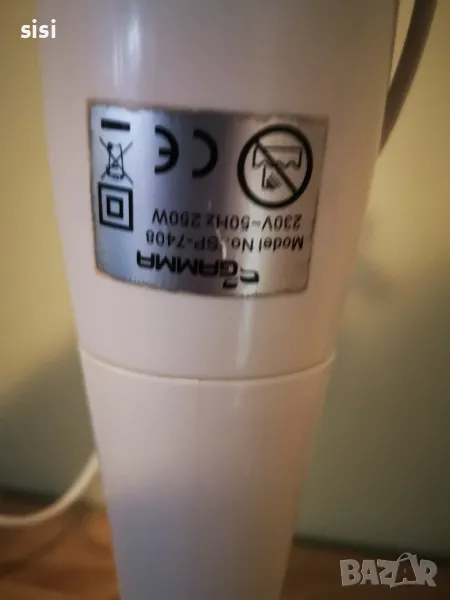 sisi
GAMMA
Model No.:SP-7408
230V~50Hz 250W
CE
BAZAR